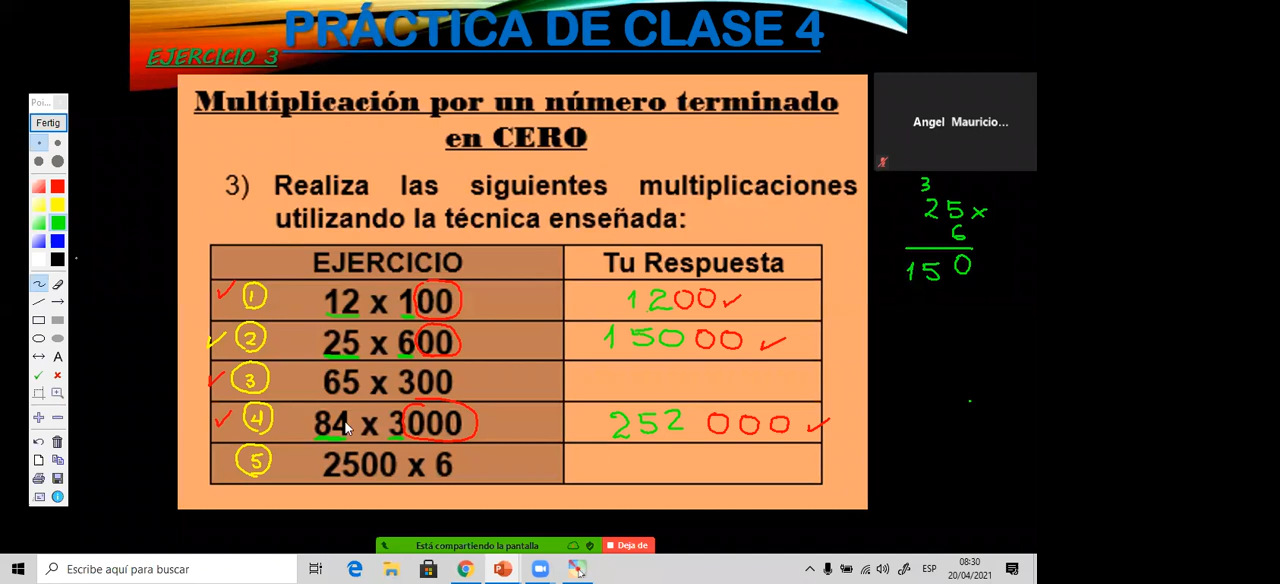 PRÁCTICA DE CLASE 4
EJERCICIO 3
Poi...
Fertig
A
Multiplicación por un número terminado
en CERO
3) Realiza las siguientes multiplicaciones
utilizando la técnica enseñada:
EJERCICIO Tu Respuesta
1 12 x 100 1200
2 25 x 600 15000
3 65 x 300
4 84 x 3000 252 000
5 2500 x 6
Angel Mauricio...
3
25 x
6
150
Está compartiendo la pantalla Deja de
Escribe aquí para buscar
ESP
08:30
20/04/2021